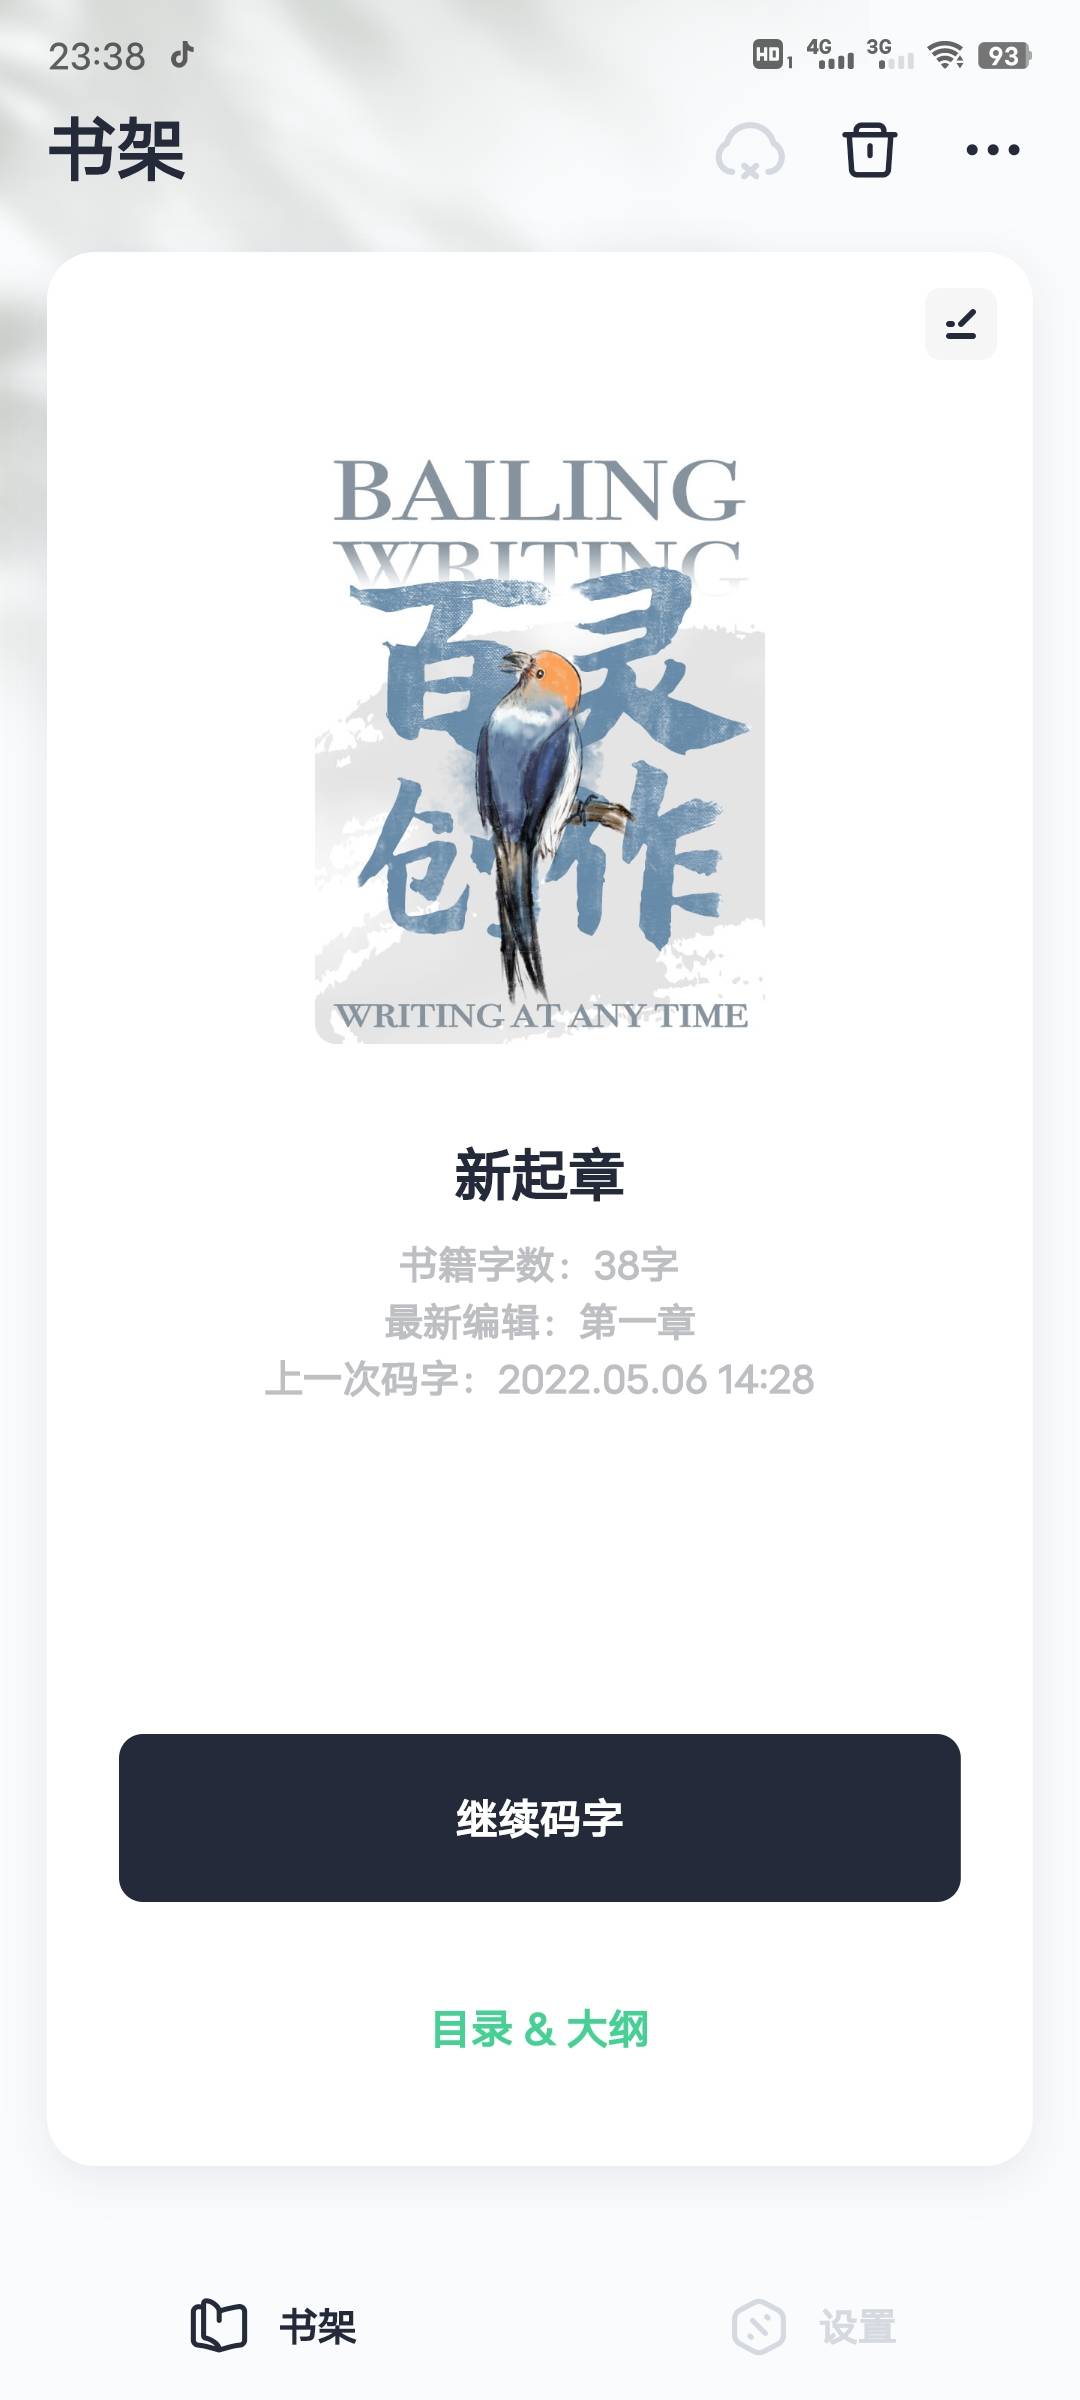 23:38
HD 1 4G 3G 93
书架
BAILING
WRITING
百灵
创作
WRITING AT ANY TIME
新起章
书籍字数：38字
最新编辑：第一章
上一次码字：2022.05.06 14:28
继续码字
目录 & 大纲
书架
设置